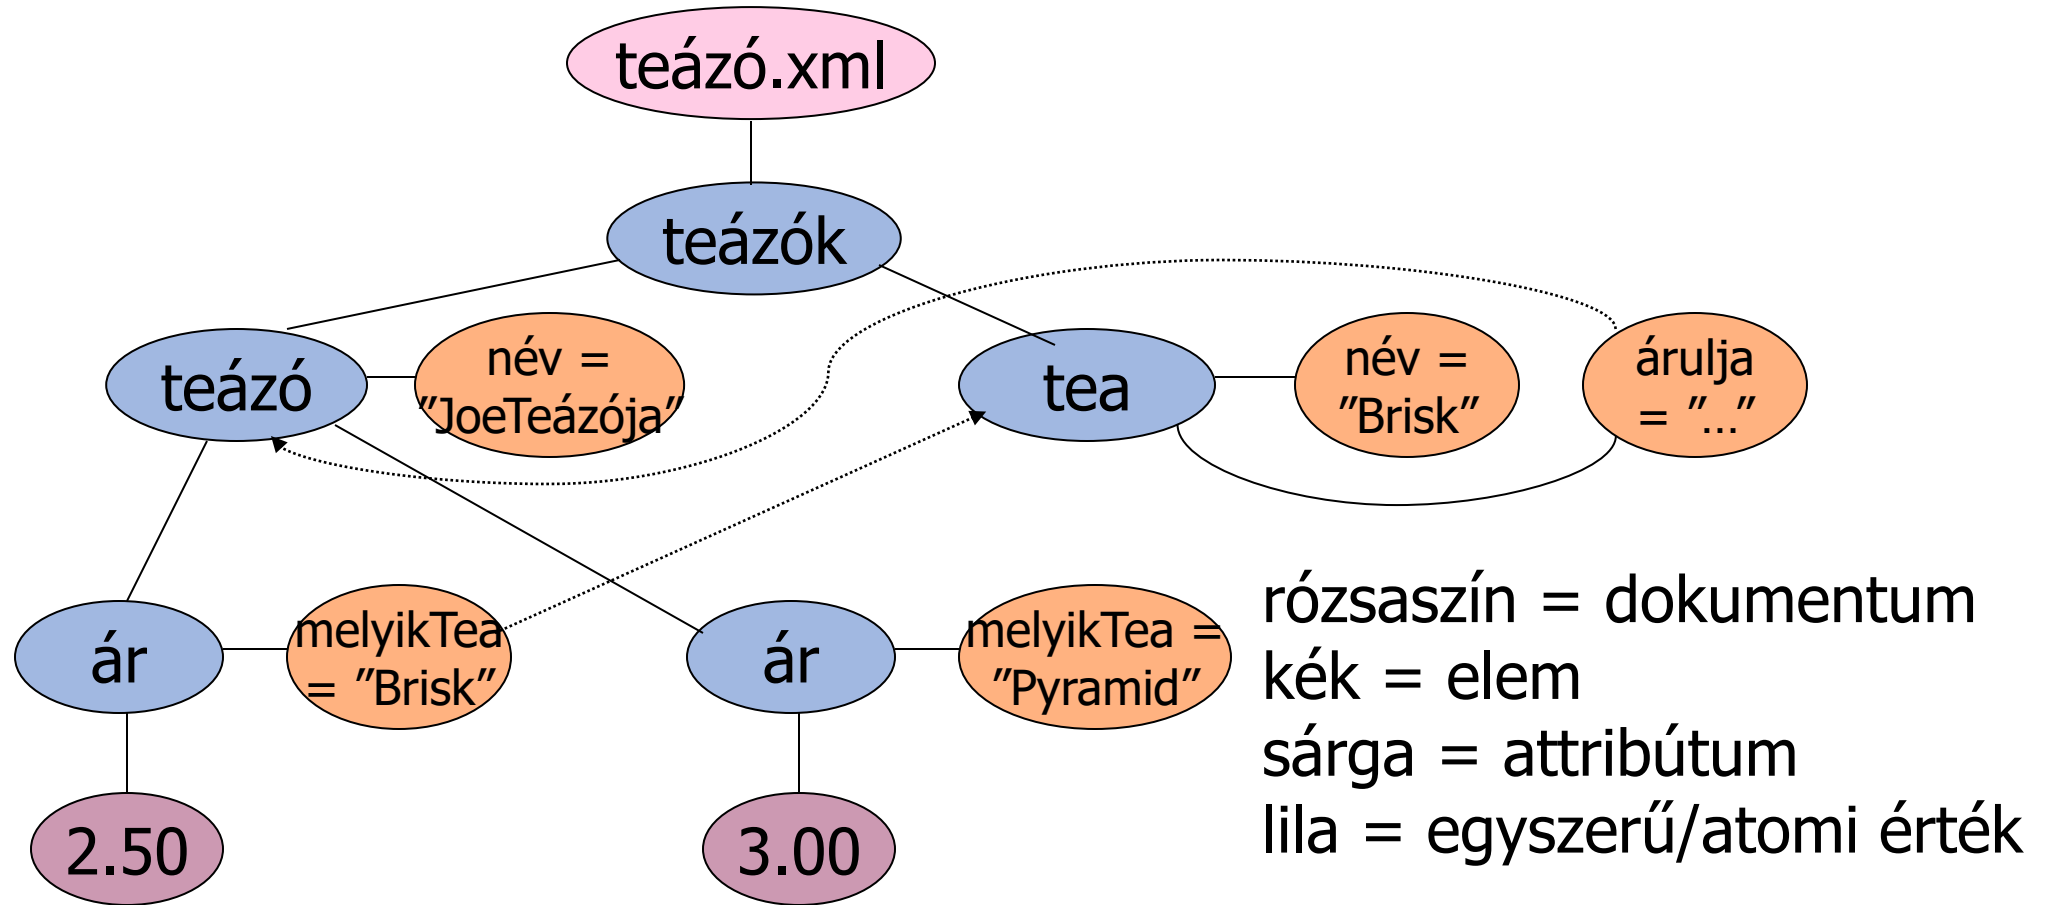 teázó.xml
teázók
teázó
név =
”JoeTeázója”
tea
név =
”Brisk”
árulja
= ”...”
ár
melyikTea
= ”Brisk”
ár
melyikTea =
”Pyramid”
2.50
3.00
rózsaszín = dokumentum
kék = elem
sárga = attribútum
lila = egyszerű/atomi érték